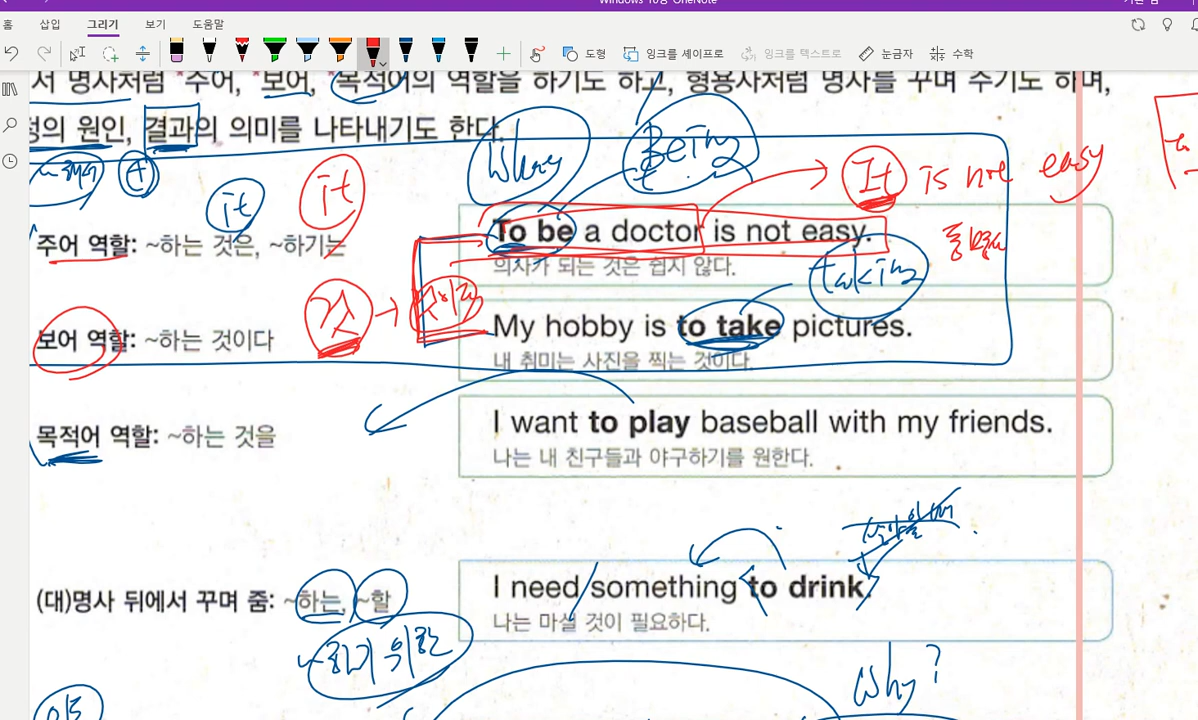 Windows 10용 OneNote
홈 삽입 그리기 보기 도움말
도형 잉크를 셰이프로 잉크를 텍스트로 눈금자 수학
서 명사처럼 *주어, *보어, *목적어의 역할을 하기도 하고, 형용사처럼 명사를 꾸며 주기도 하며,
정의 원인, 결과의 의미를 나타내기도 한다.
Why Being
it it It is not easy
주어 역할: ~하는 것은, ~하기는
To be a doctor is not easy.
의사가 되는 것은 쉽지 않다.
taking
것 →
보어 역할: ~하는 것이다
My hobby is to take pictures.
내 취미는 사진을 찍는 것이다.
목적어 역할: ~하는 것을
I want to play baseball with my friends.
나는 내 친구들과 야구하기를 원한다.
(대)명사 뒤에서 꾸며 줌: ~하는, ~할
I need something to drink.
나는 마실 것이 필요하다.
~하기 위한
Why?